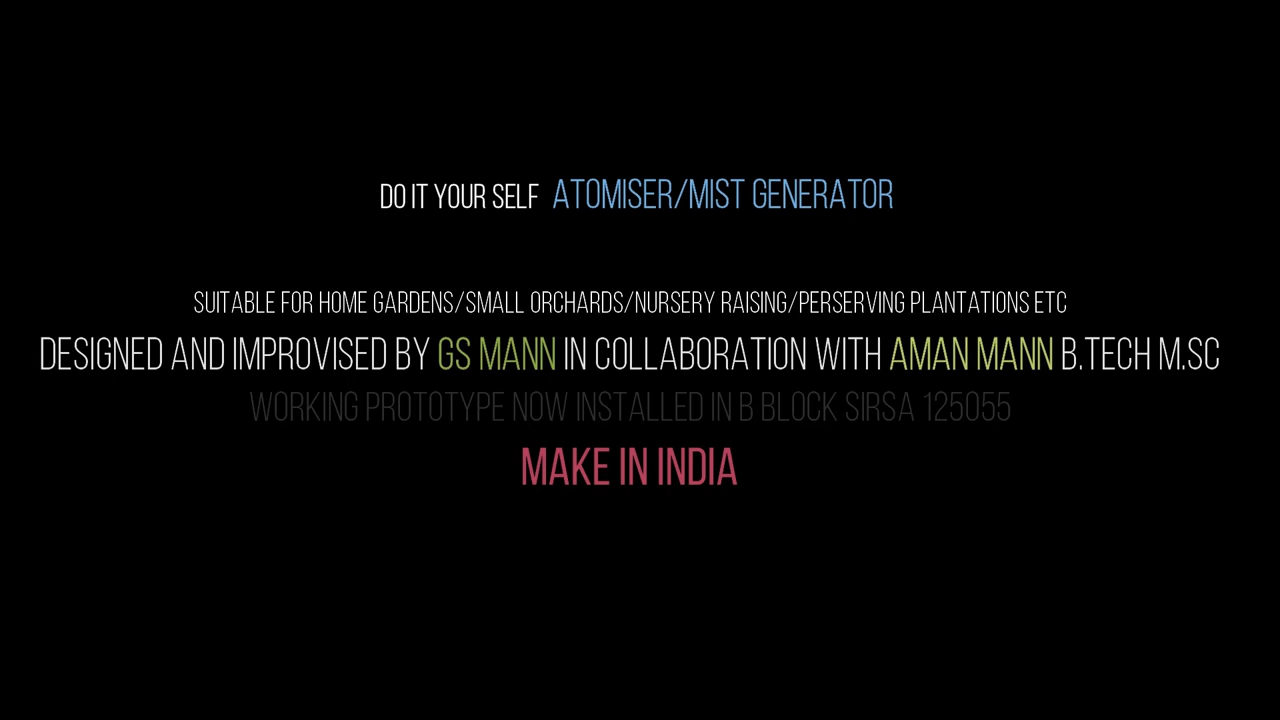 DO IT YOUR SELF ATOMISER/MIST GENERATOR
SUITABLE FOR HOME GARDENS/SMALL ORCHARDS/NURSERY RAISING/PERSERVING PLANTATIONS ETC
DESIGNED AND IMPROVISED BY GS MANN IN COLLABORATION WITH AMAN MANN B.TECH M.SC
WORKING PROTOTYPE NOW INSTALLED IN B BLOCK SIRSA 125055
MAKE IN INDIA